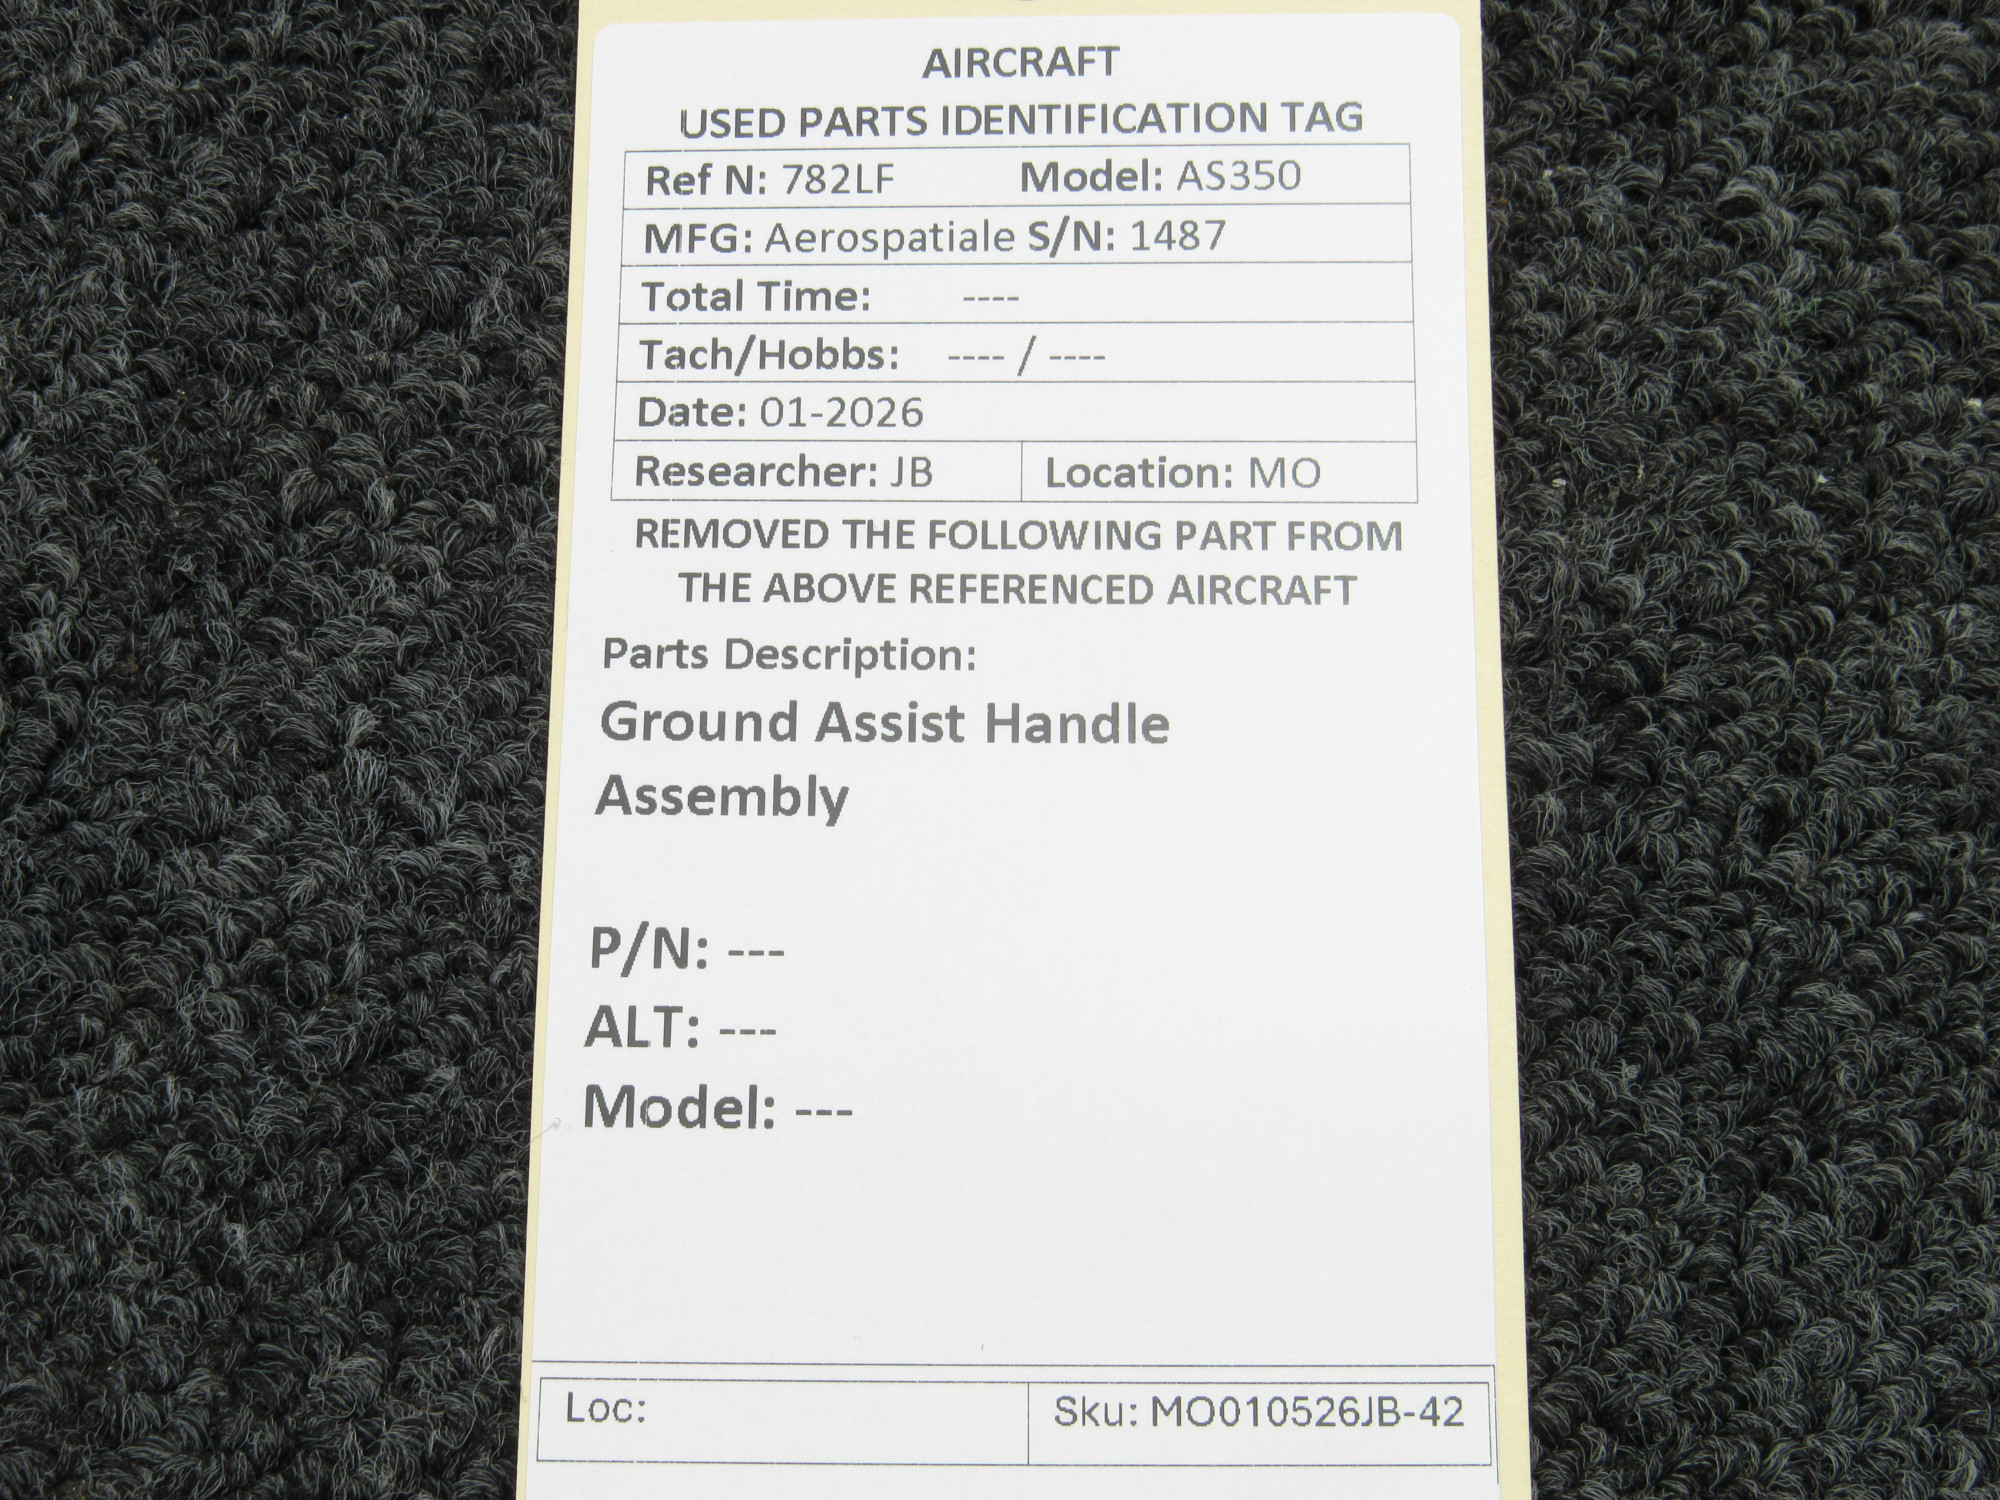 AIRCRAFT
USED PARTS IDENTIFICATION TAG
Ref N: 782LF Model: AS350
MFG: Aerospatiale S/N: 1487
Total Time: ----
Tach/Hobbs: ---- / ----
Date: 01-2026
Researcher: JB Location: MO
REMOVED THE FOLLOWING PART FROM
THE ABOVE REFERENCED AIRCRAFT
Parts Description:
Ground Assist Handle
Assembly
P/N: ---
ALT: ---
Model: ---
Loc: Sku: MO010526JB-42